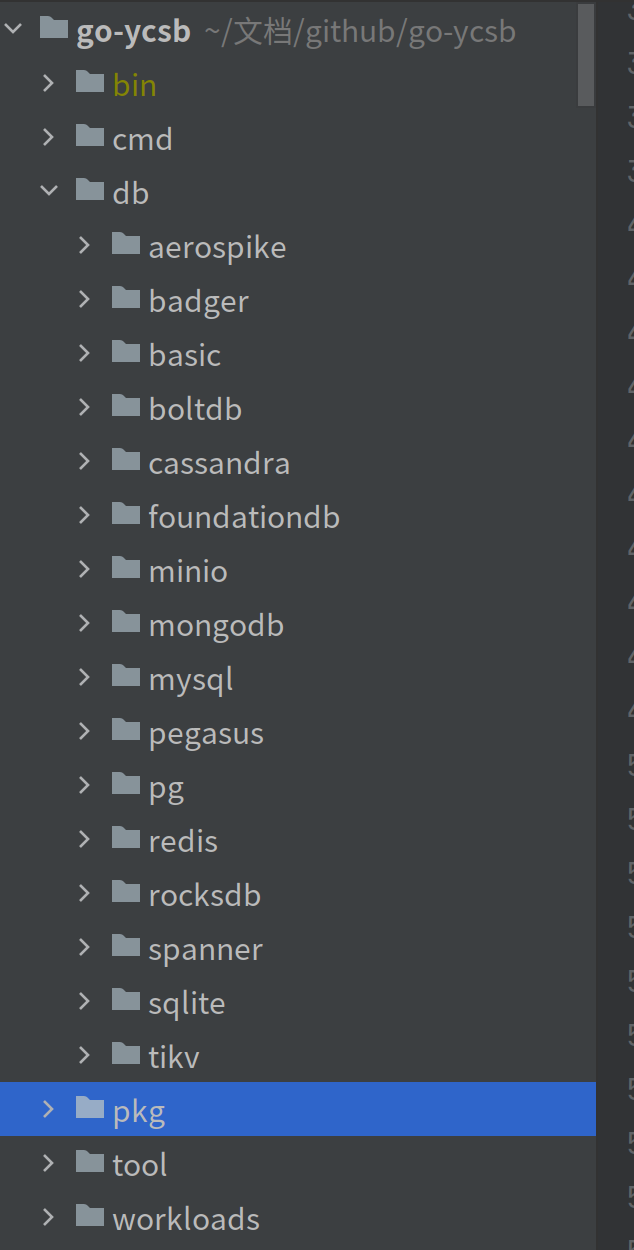 go-ycsb ~/文档/github/go-ycsb
bin
cmd
db
aerospike
badger
basic
boltdb
cassandra
foundationdb
minio
mongodb
mysql
pegasus
pg
redis
rocksdb
spanner
sqlite
tikv
pkg
tool
workloads